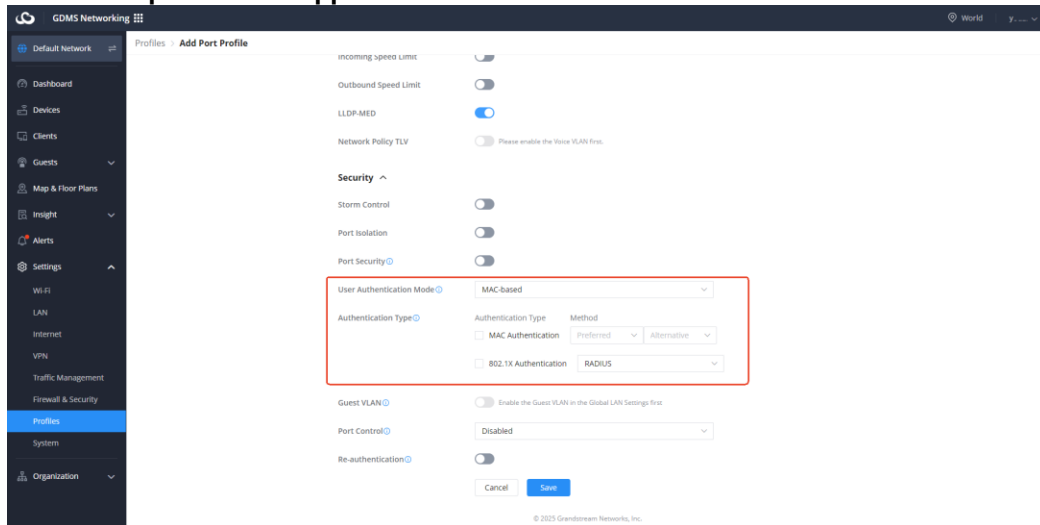 GDMS Networking
World
Default Network
Profiles > Add Port Profile
Incoming Speed Limit
Dashboard
Outbound Speed Limit
Devices
LLDP-MED
Clients
Network Policy TLV Please enable the Voice VLAN first.
Guests
Security
Map & Floor Plans
Storm Control
Insight
Port Isolation
Alerts
Port Security
Settings
User Authentication Mode MAC-based
Wi-Fi
LAN
Authentication Type Authentication Type Method
Internet
MAC Authentication Preferred Alternative
VPN
802.1X Authentication RADIUS
Traffic Management
Firewall & Security
Guest VLAN Enable the Guest VLAN in the Global LAN Settings first
Profiles
Port Control Disabled
System
Re-authentication
Organization
Cancel Save
© 2025 Grandstream Networks, Inc.